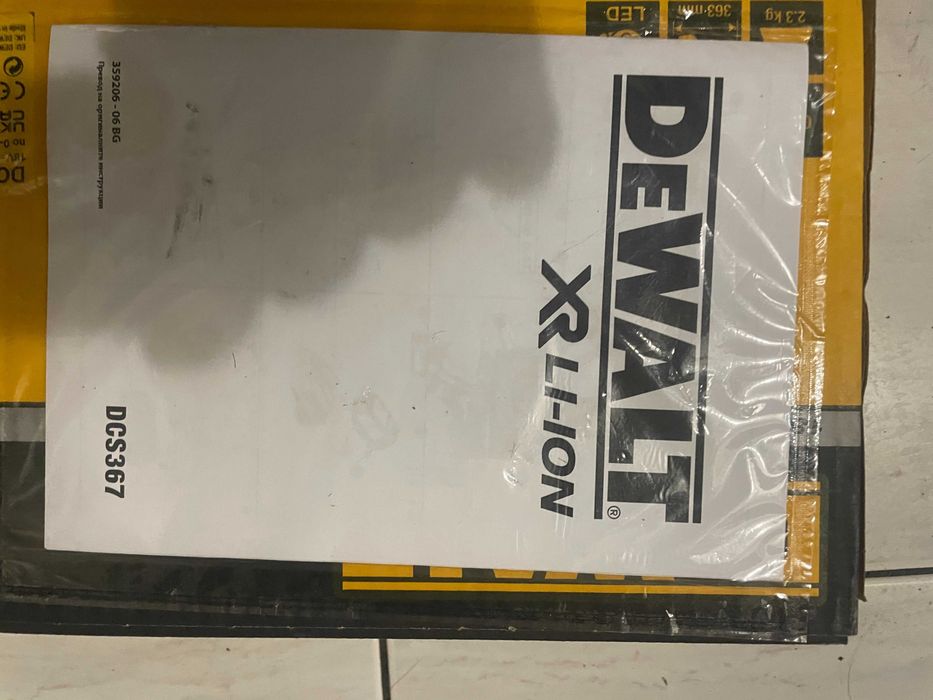 DEWALT®
XR LI-ION
359206 - 06 BG
Превод на оригиналните инструкции
DCS367
LED
363 mm
2.3 kg